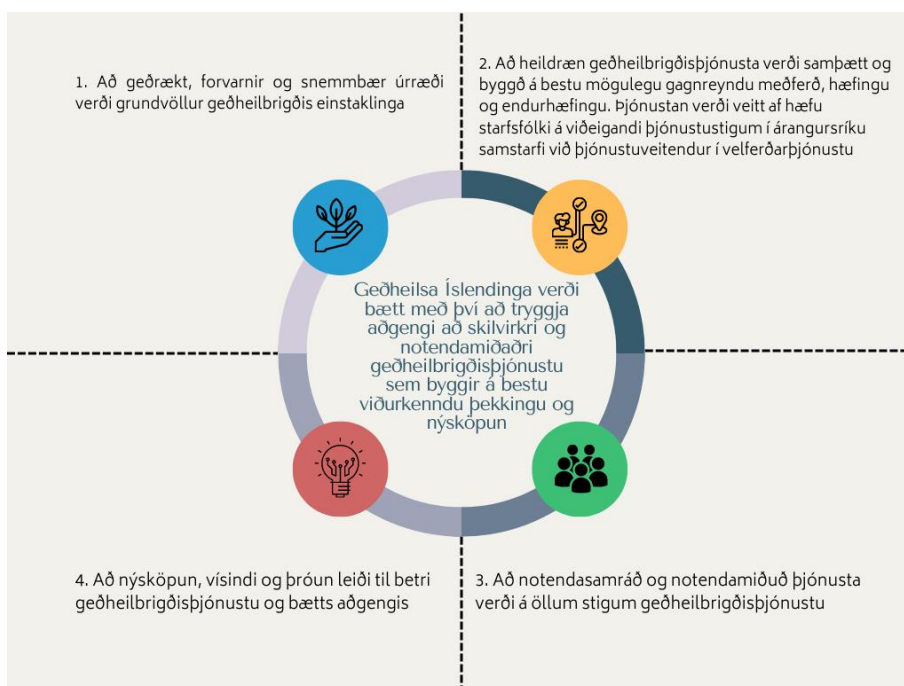 1. Að geðrækt, forvarnir og snemmbær úrræði
verði grundvöllur geðheilbrigðis einstaklinga
2. Að heildræn geðheilbrigðisþjónusta verði samþætt og
byggð á bestu mögulegu gagnreyndu meðferð, hæfingu
og endurhæfingu. Þjónustan verði veitt af hæfu
starfsfólki á viðeigandi þjónustustigum í árangursríku
samstarfi við þjónustuveitendur í velferðarþjónustu
Geðheilsa Íslendinga verði
bætt með því að tryggja
aðgengi að skilvirkri og
notendamiðaðri
geðheilbrigðisþjónustu
sem byggir á bestu
viðurkenndu þekkingu og
nýsköpun
4. Að nýsköpun, vísindi og þróun leiði til betri
geðheilbrigðisþjónustu og bætts aðgengis
3. Að notendasamráð og notendamiðuð þjónusta
verði á öllum stigum geðheilbrigðisþjónustu